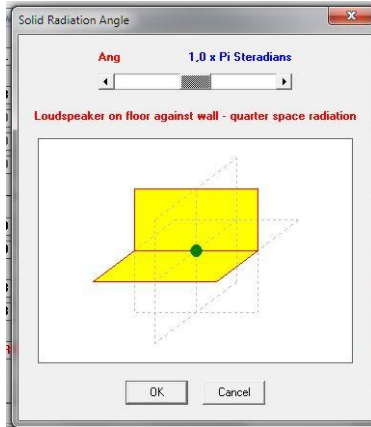 Solid Radiation Angle
Ang 1,0 x Pi Steradians
Loudspeaker on floor against wall - quarter space radiation
OK Cancel